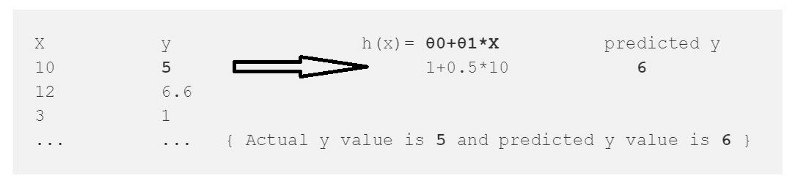 X y h(x)= θ0+θ1*X predicted y
10 5 1+0.5*10 6
12 6.6
3 1
... ... { Actual y value is 5 and predicted y value is 6 }